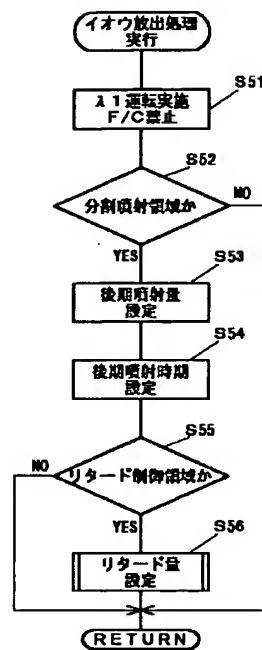 イオウ放出処理
実行
S51
λ1運転実施
F/C禁止
S52
分割噴射領域か
NO
YES
S53
後期噴射量
設定
S54
後期噴射時期
設定
S55
リタード制御領域か
NO
YES
S56
リタード量
設定
RETURN